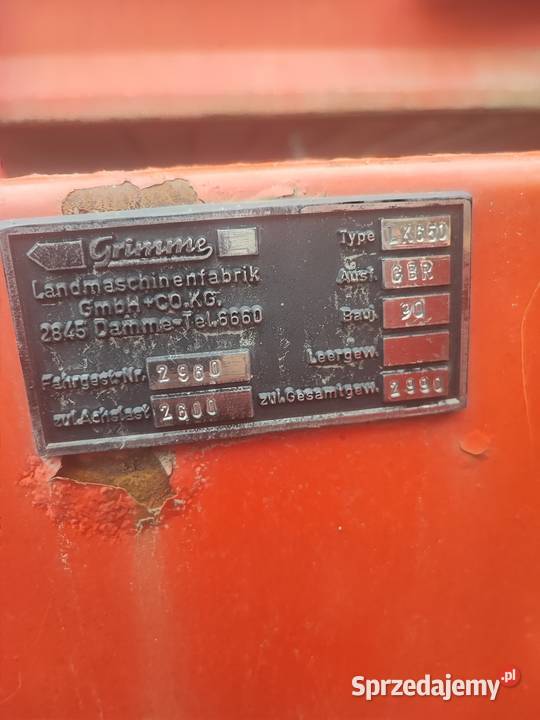 Grimme
Landmaschinenfabrik
GmbH+CO.KG.
2845 Damme-Tel.6660
Fahrgest-Nr. 2960
zul.Achslast 2600
Type LK650
Ausf. GBR
Bauj. 90
Leergew.
zul.Gesamtgew. 2990
Sprzedajemy.pl